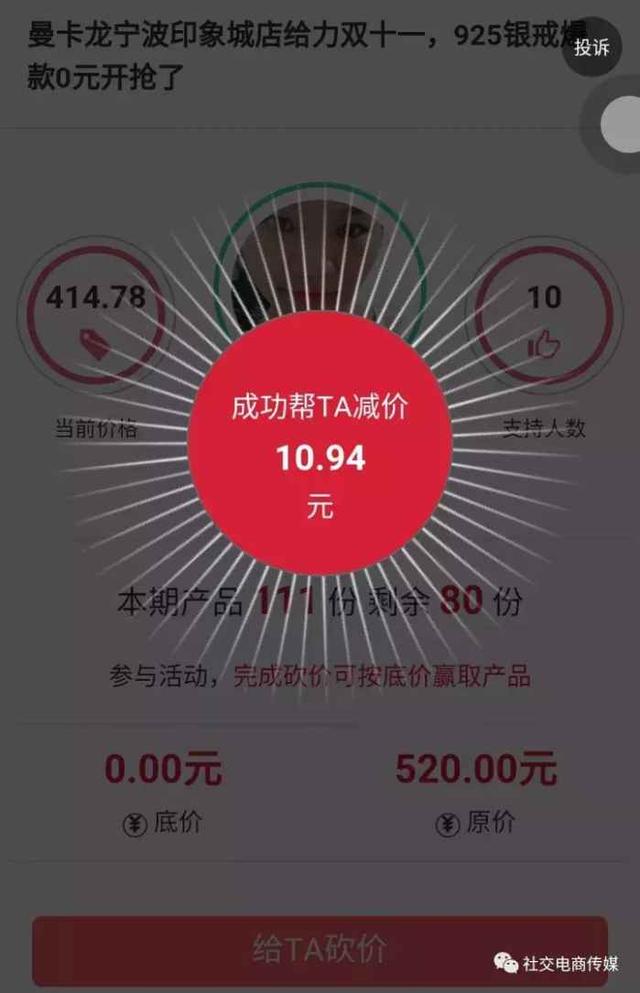 曼卡龙宁波印象城店给力双十一，925银戒爆
款0元开抢了
投诉
414.78
当前价格
10
支持人数
成功帮TA减价
10.94
元
本期产品 111 份 剩余 80 份
参与活动，完成砍价可按底价赢取产品
0.00元
¥ 底价
520.00元
¥ 原价
给TA砍价
社交电商传媒